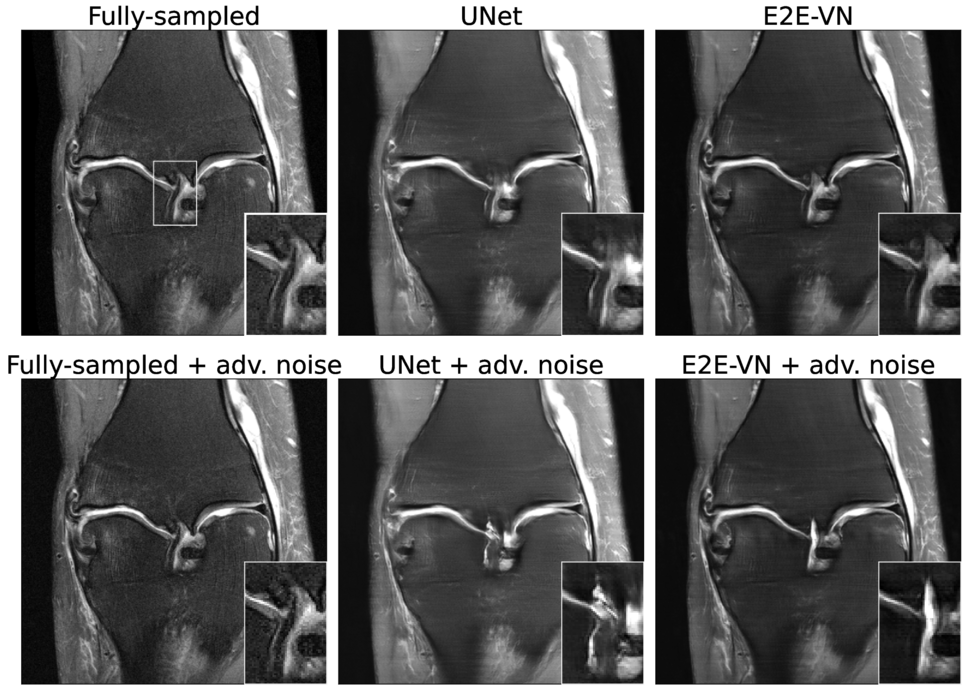 Fully-sampled
UNet
E2E-VN
Fully-sampled + adv. noise
UNet + adv. noise
E2E-VN + adv. noise